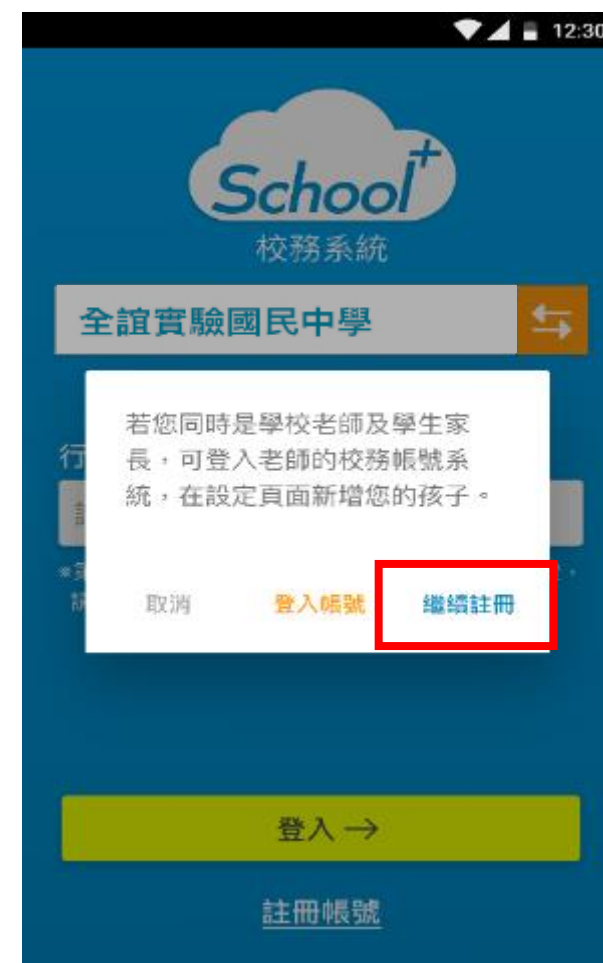 12:30
School+
校務系統
全誼實驗國民中學
若您同時是學校老師及學生家
長，可登入老師的校務帳號系
統，在設定頁面新增您的孩子。
行
取消 登入帳號 繼續註冊
登入→
註冊帳號